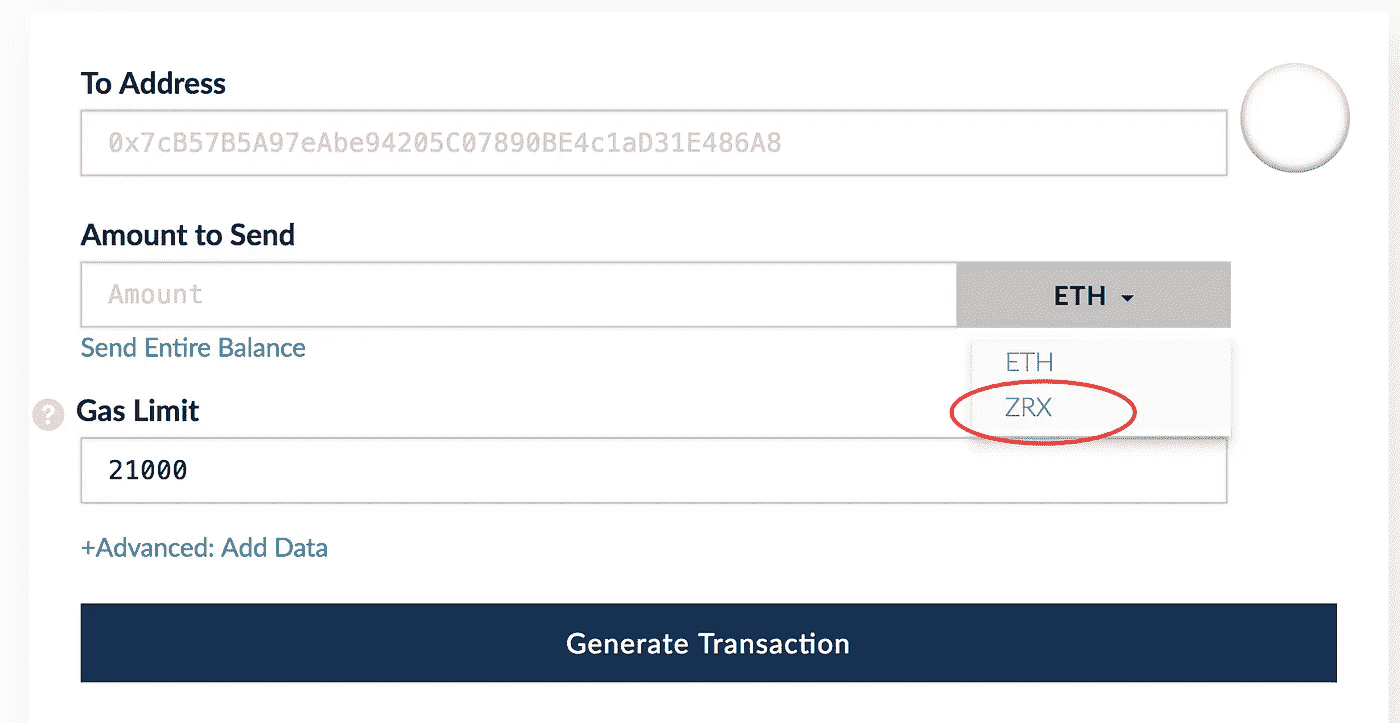 To Address
0x7cB57B5A97eAbe94205C07890BE4c1aD31E486A8
Amount to Send
Amount
ETH
Send Entire Balance
ETH
ZRX
? Gas Limit
21000
+Advanced: Add Data
Generate Transaction